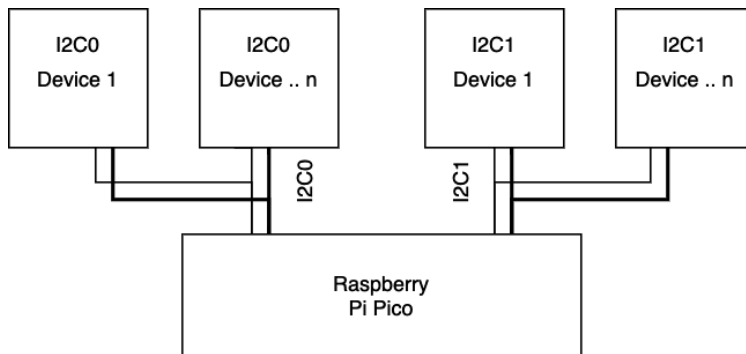 I2C0
Device 1
I2C0
Device .. n
I2C1
Device 1
I2C1
Device .. n
I2C0
I2C1
Raspberry
Pi Pico